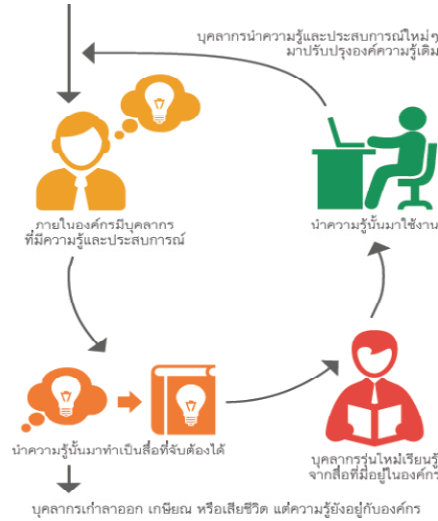 บุคลากรนำความรู้และประสบการณ์ใหม่ๆ
มาปรับปรุงองค์ความรู้เดิม
ภายในองค์กรมีบุคลากร
ที่มีความรู้และประสบการณ์
นำความรู้นั้นมาใช้งาน
นำความรู้นั้นมาทำเป็นสื่อที่จับต้องได้
บุคลากรรุ่นใหม่เรียนรู้
จากสื่อที่มีอยู่ในองค์กร
บุคลากรเก่าลาออก เกษียณ หรือเสียชีวิต แต่ความรู้ยังอยู่กับองค์กร